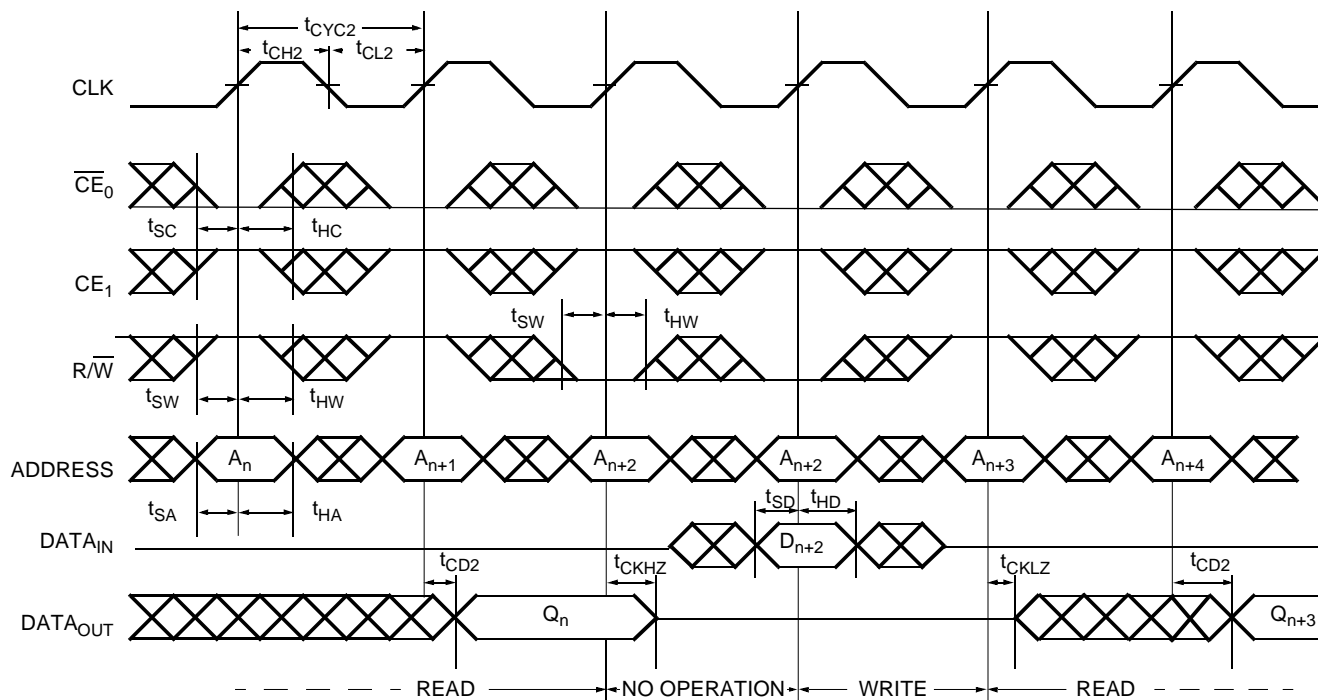 tCYC2
tCH2 tCL2
CLK
CE0
tSC tHC
CE1
tSW tHW
R/W
tSW tHW
ADDRESS An An+1 An+2 An+2 An+3 An+4
tSA tHA tSD tHD
DATAIN Dn+2
tCD2 tCKHZ tCKLZ tCD2
DATAOUT Qn Qn+3
READ NO OPERATION WRITE READ